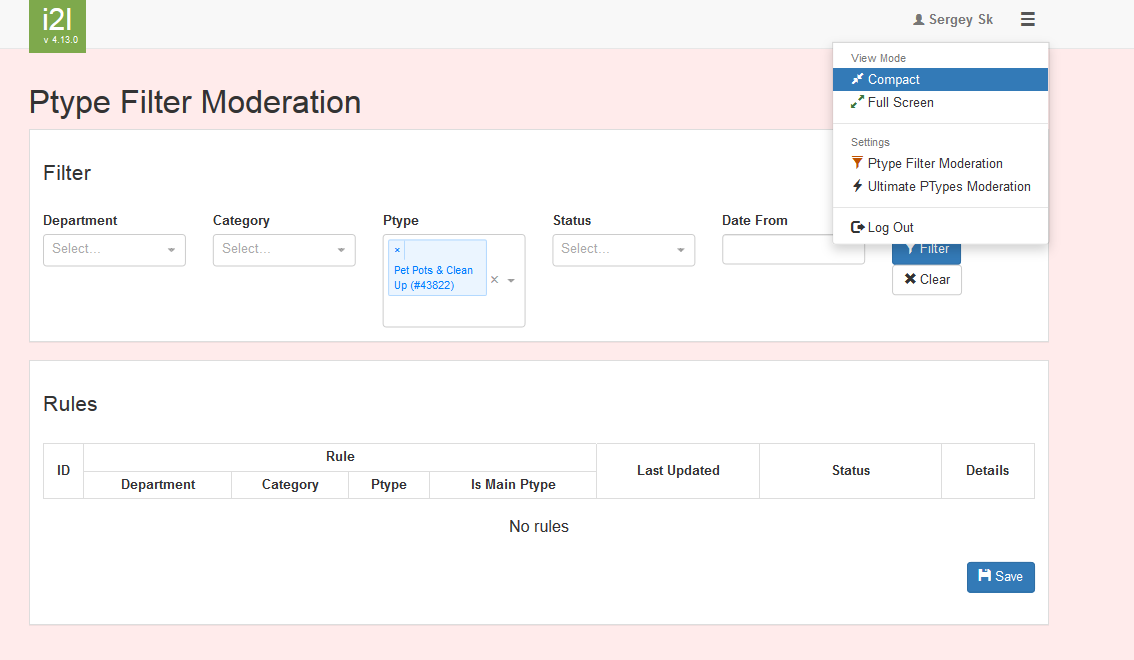 i2I
v 4.13.0
Sergey Sk
View Mode
Compact
Full Screen
Settings
Ptype Filter Moderation
Ultimate PTypes Moderation
Log Out
Ptype Filter Moderation
Filter
Department
Category
Ptype
Status
Date From
Select...
Select...
×
Pet Pots & Clean
Up (#43822)
×
Select...
Filter
Clear
Rules
ID
Rule
Last Updated
Status
Details
Department
Category
Ptype
Is Main Ptype
No rules
Save